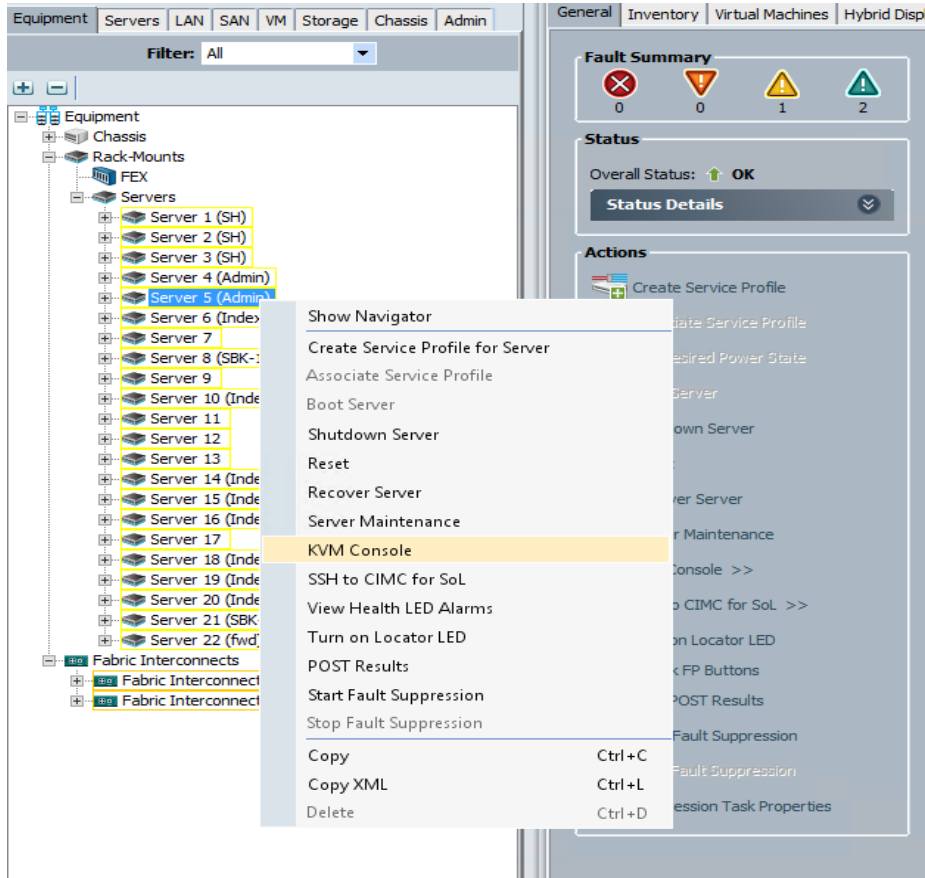 Equipment Servers LAN SAN VM Storage Chassis Admin
Filter: All
Equipment
Chassis
Rack-Mounts
FEX
Servers
Server 1 (SH)
Server 2 (SH)
Server 3 (SH)
Server 4 (Admin)
Server 5 (Admin)
Server 6 (Index
Server 7
Server 8 (SBK-1
Server 9
Server 10 (Inde
Server 11
Server 12
Server 13
Server 14 (Inde
Server 15 (Inde
Server 16 (Inde
Server 17
Server 18 (Inde
Server 19 (Inde
Server 20 (Inde
Server 21 (SBK-
Server 22 (fwd)
Fabric Interconnects
Fabric Interconnect
Fabric Interconnect
Show Navigator
Create Service Profile for Server
Associate Service Profile
Boot Server
Shutdown Server
Reset
Recover Server
Server Maintenance
KVM Console
SSH to CIMC for SoL
View Health LED Alarms
Turn on Locator LED
POST Results
Start Fault Suppression
Stop Fault Suppression
Copy Ctrl+C
Copy XML Ctrl+L
Delete Ctrl+D
General Inventory Virtual Machines Hybrid Displ
Fault Summary
0 0 1 2
Status
Overall Status: OK
Status Details
Actions
Create Service Profile
iate Service Profile
esired Power State
Server
own Server
er Server
r Maintenance
Console >>
o CIMC for SoL >>
on Locator LED
k FP Buttons
POST Results
Fault Suppression
Fault Suppression
ession Task Properties